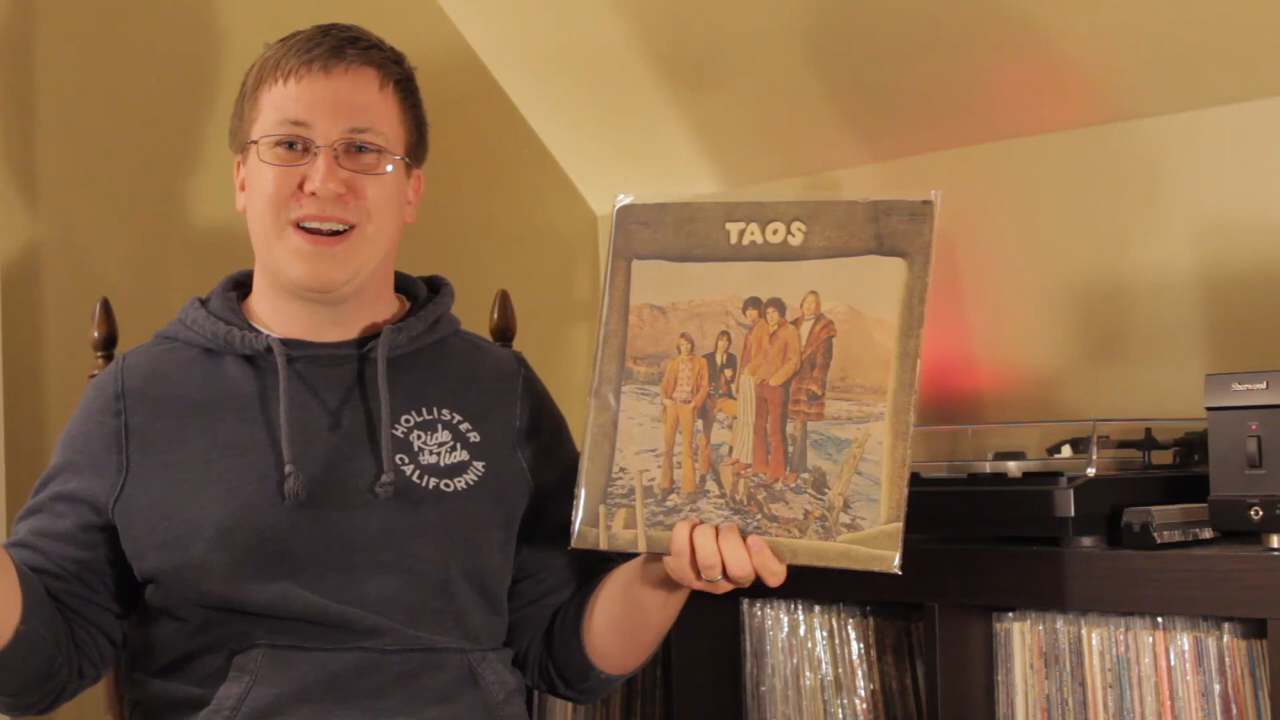 TAOS
HOLLISTER
Ride
the Tide
CALIFORNIA
Sherwood